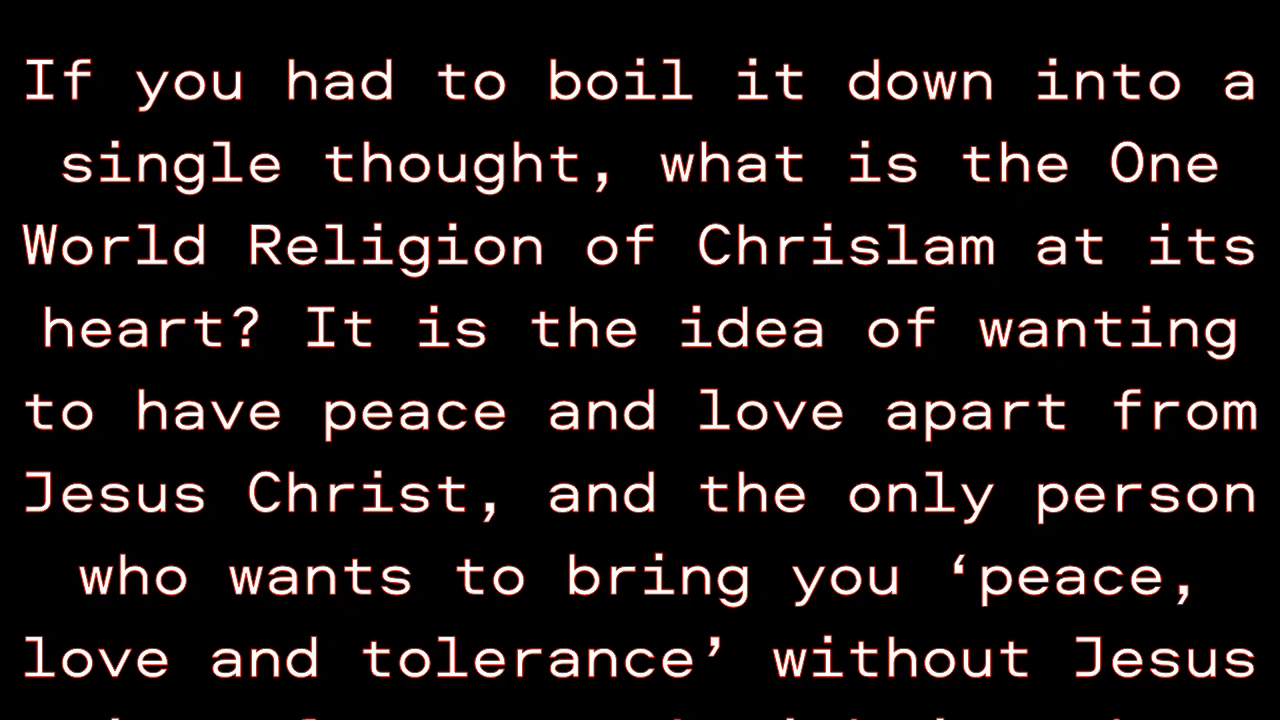 If you had to boil it down into a
single thought, what is the One
World Religion of Chrislam at its
heart? It is the idea of wanting
to have peace and love apart from
Jesus Christ, and the only person
who wants to bring you ‘peace,
love and tolerance’ without Jesus